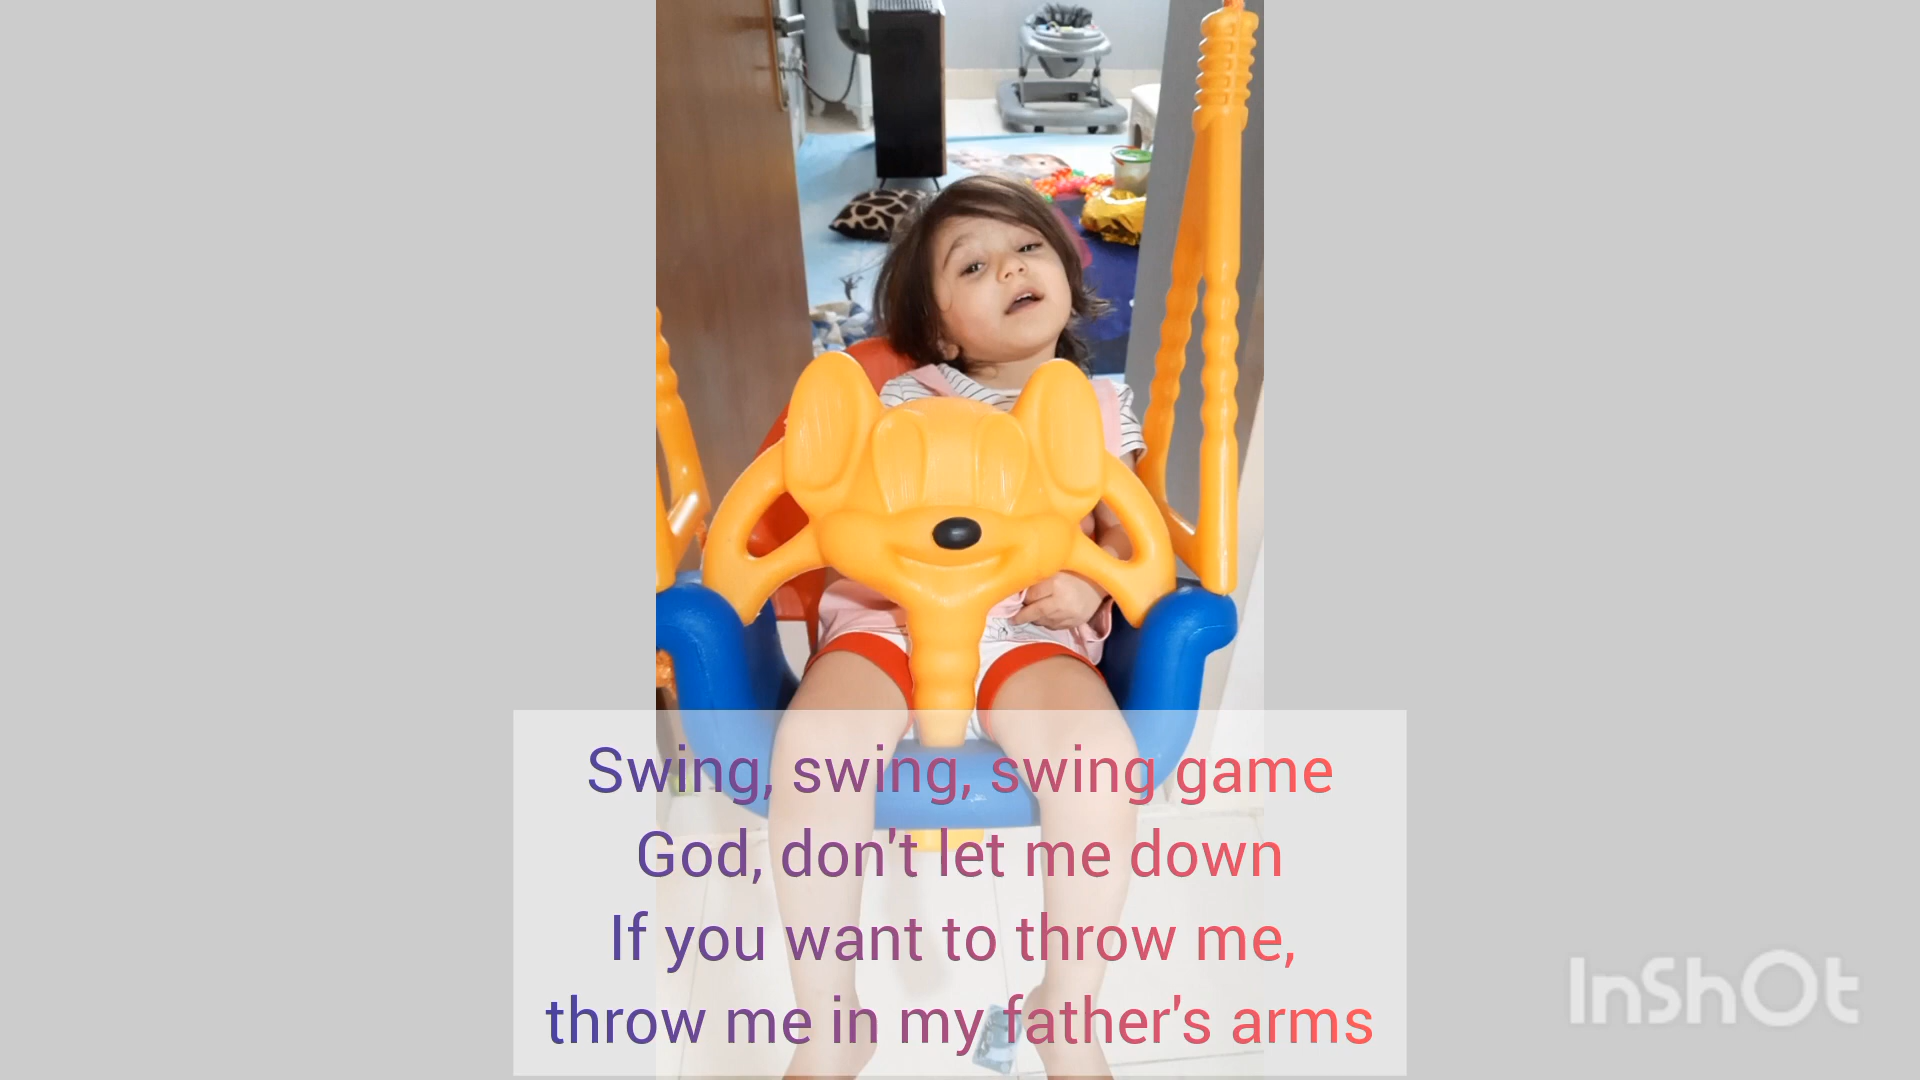 Swing, swing, swing game
God, don't let me down
If you want to throw me,
throw me in my father's arms
InShOt